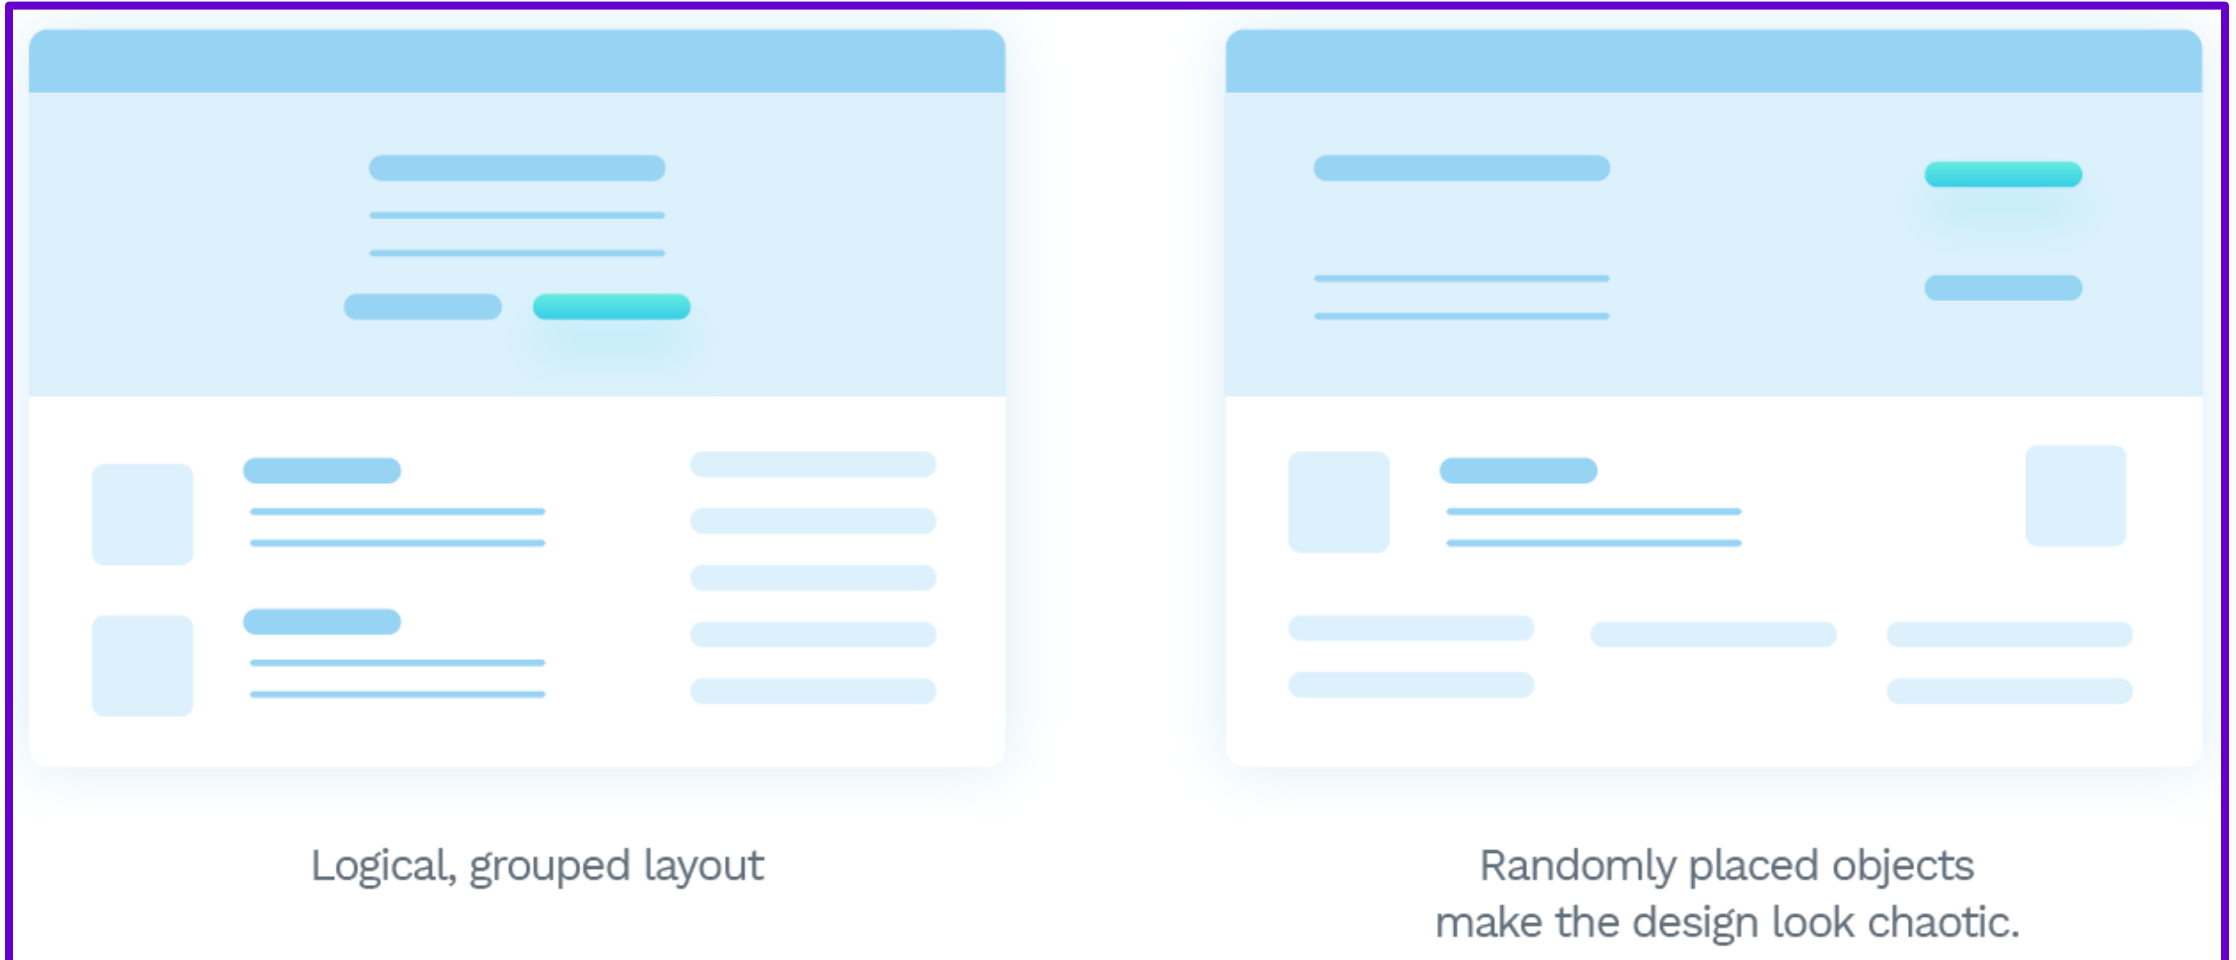 Logical, grouped layout
Randomly placed objects
make the design look chaotic.